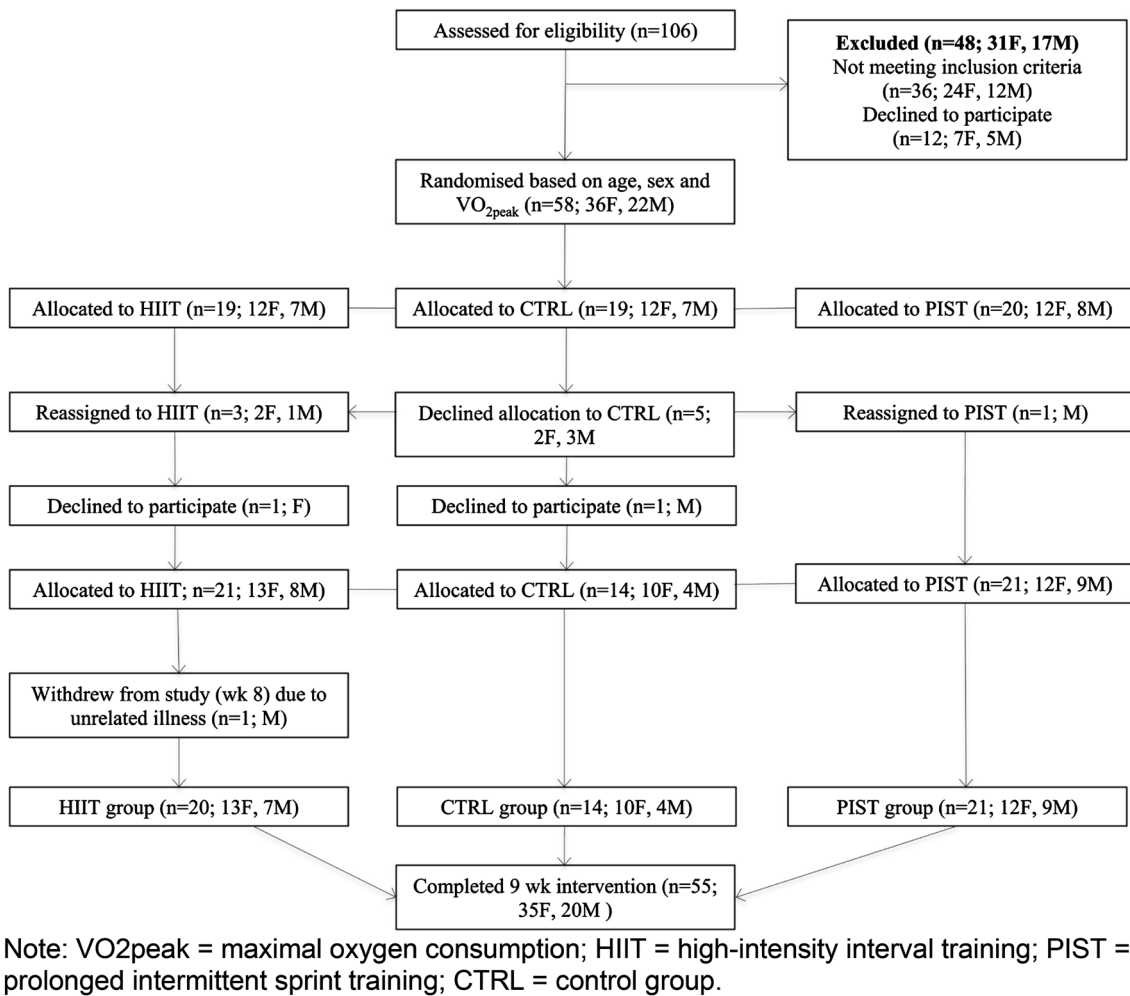 Assessed for eligibility (n=106)
Excluded (n=48; 31F, 17M)
Not meeting inclusion criteria
(n=36; 24F, 12M)
Declined to participate
(n=12; 7F, 5M)
Randomised based on age, sex and
VO2peak (n=58; 36F, 22M)
Allocated to HIIT (n=19; 12F, 7M)
Allocated to CTRL (n=19; 12F, 7M)
Allocated to PIST (n=20; 12F, 8M)
Reassigned to HIIT (n=3; 2F, 1M)
Declined allocation to CTRL (n=5;
2F, 3M
Reassigned to PIST (n=1; M)
Declined to participate (n=1; F)
Declined to participate (n=1; M)
Allocated to HIIT; n=21; 13F, 8M)
Allocated to CTRL (n=14; 10F, 4M)
Allocated to PIST (n=21; 12F, 9M)
Withdrew from study (wk 8) due to
unrelated illness (n=1; M)
HIIT group (n=20; 13F, 7M)
CTRL group (n=14; 10F, 4M)
PIST group (n=21; 12F, 9M)
Completed 9 wk intervention (n=55;
35F, 20M )
Note: VO2peak = maximal oxygen consumption; HIIT = high-intensity interval training; PIST =
prolonged intermittent sprint training; CTRL = control group.